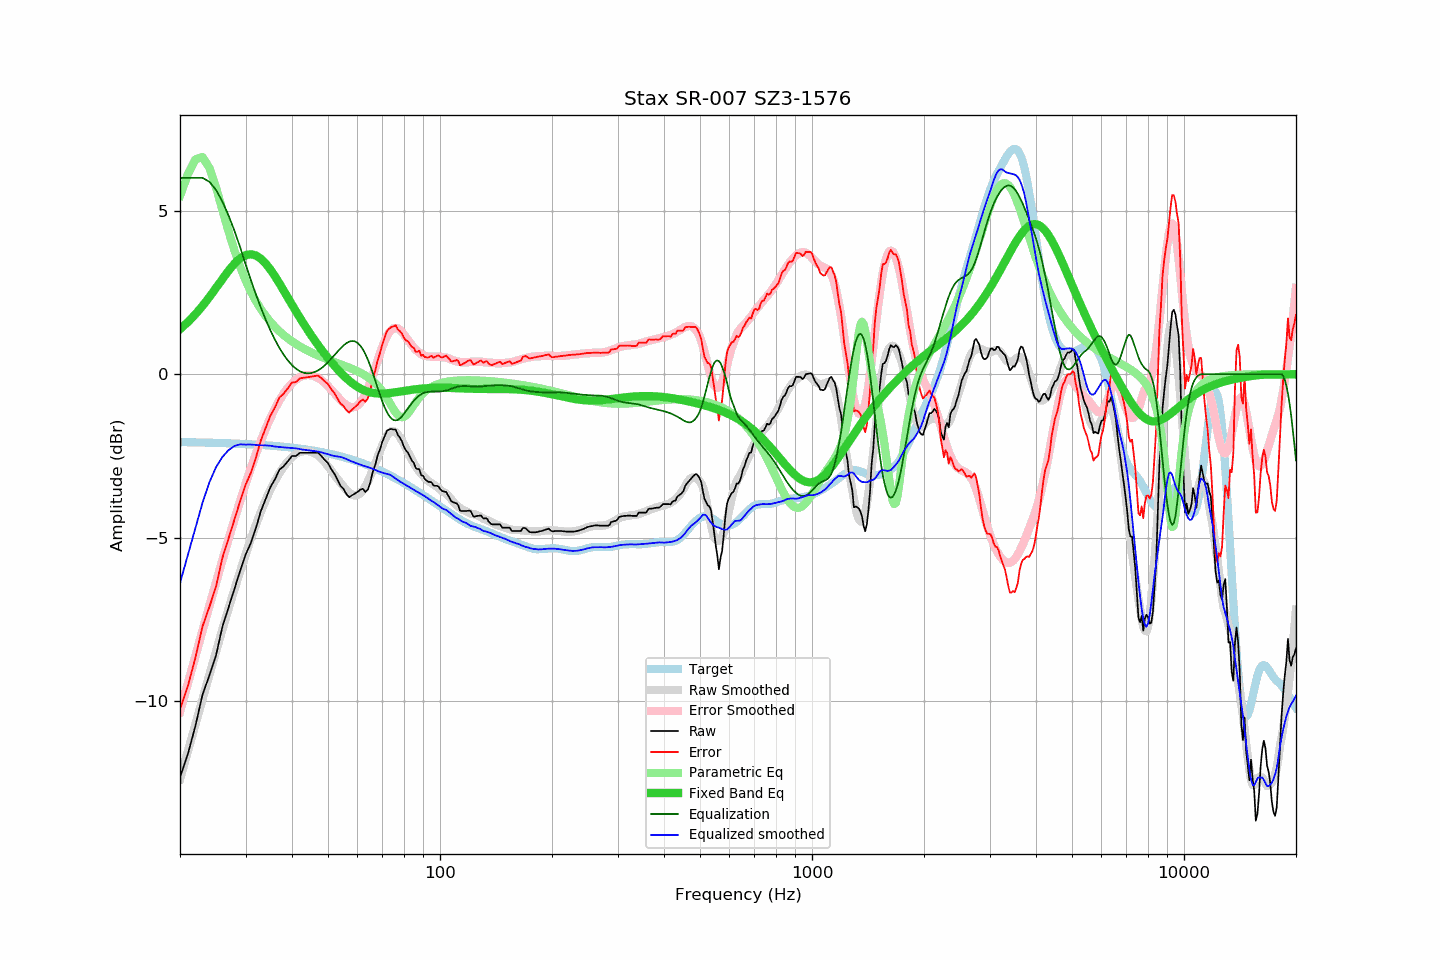 Stax SR-007 SZ3-1576
Amplitude (dBr)
5
0
−5
−10
Target
Raw Smoothed
Error Smoothed
Raw
Error
Parametric Eq
Fixed Band Eq
Equalization
Equalized smoothed
100
1000
10000
Frequency (Hz)